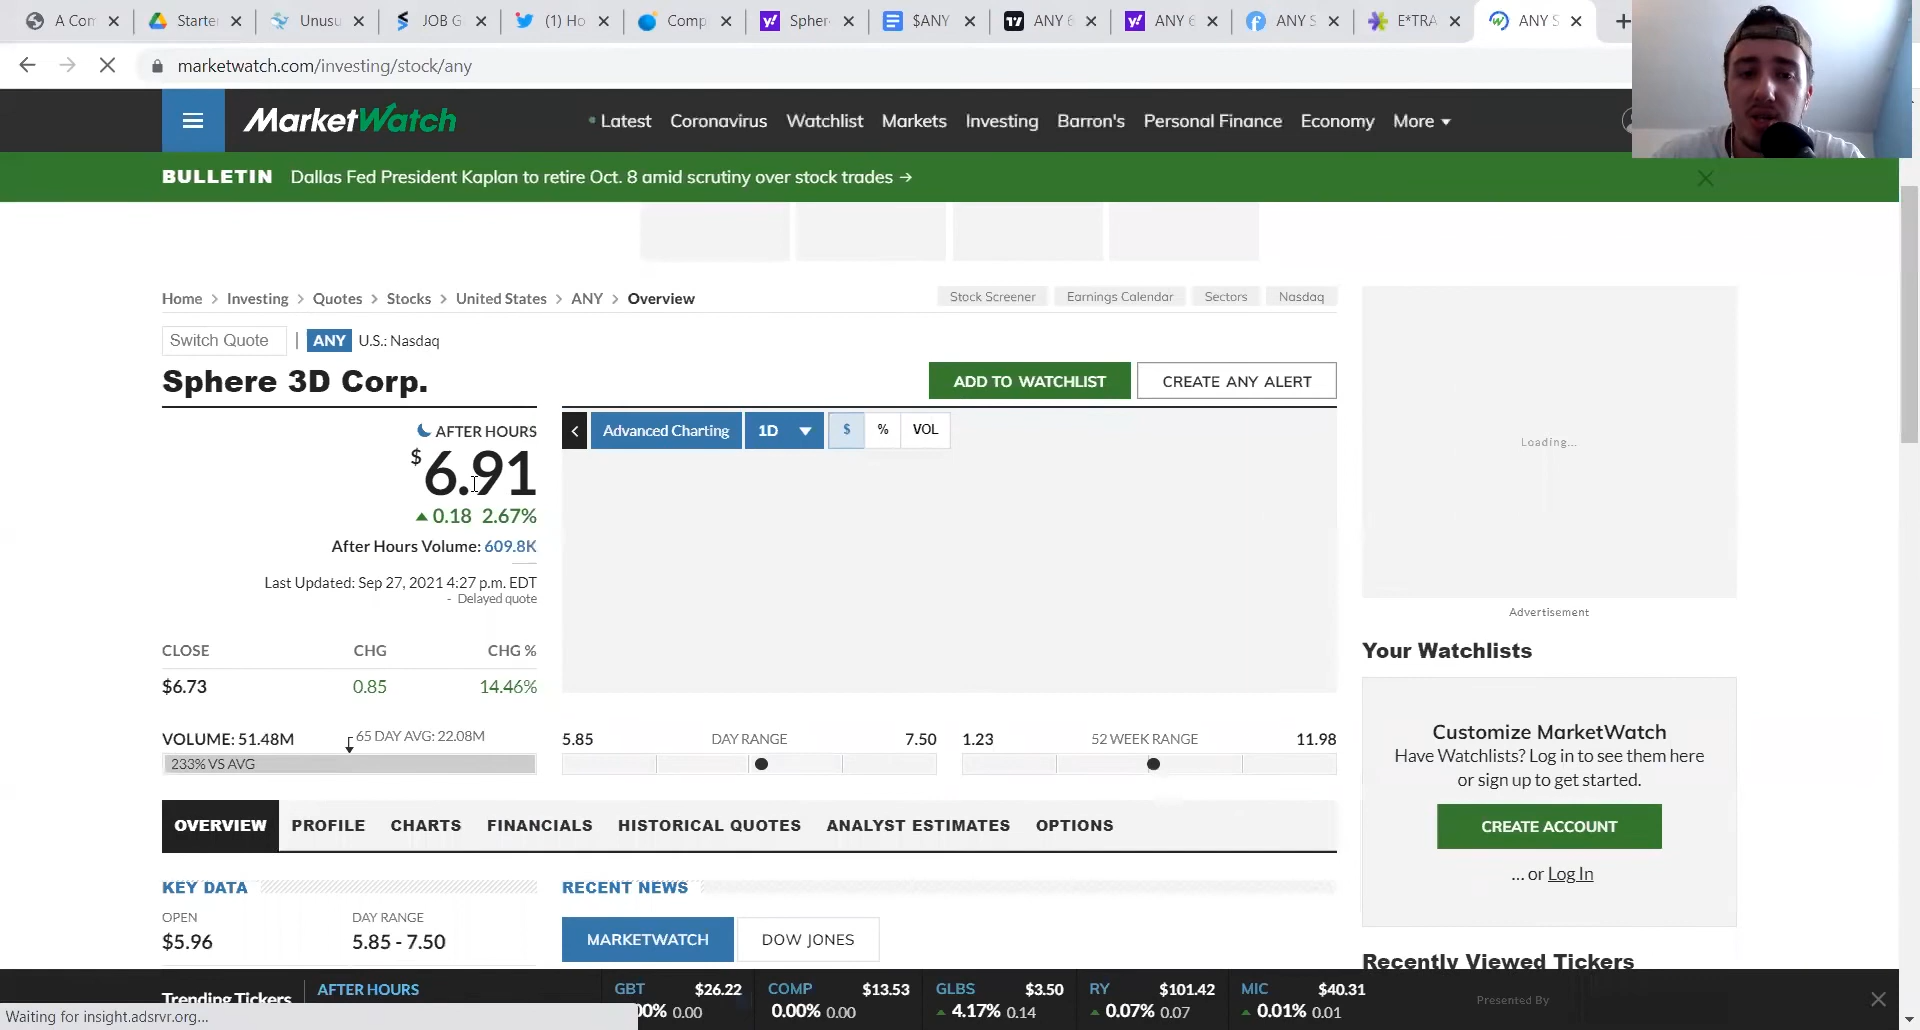 A Con
Starter
Unusu
JOB G
(1) Ho
Comp
Spher
$ANY
ANY 6
ANY 6
ANY S
E*TRA
ANY S
marketwatch.com/investing/stock/any
MarketWatch
Latest Coronavirus Watchlist Markets Investing Barron's Personal Finance Economy More
BULLETIN Dallas Fed President Kaplan to retire Oct. 8 amid scrutiny over stock trades →
Home > Investing > Quotes > Stocks > United States > ANY > Overview
Stock Screener Earnings Calendar Sectors Nasdaq
Switch Quote | ANY U.S.: Nasdaq
Sphere 3D Corp.
ADD TO WATCHLIST
CREATE ANY ALERT
AFTER HOURS
$6.91
0.18 2.67%
After Hours Volume: 609.8K
Last Updated: Sep 27, 2021 4:27 p.m. EDT
- Delayed quote
Advanced Charting 1D $ % VOL
Loading...
Advertisement
CLOSE CHG CHG %
$6.73 0.85 14.46%
VOLUME: 51.48M 65 DAY AVG: 22.08M
233% VS AVG
5.85 DAY RANGE 7.50
1.23 52 WEEK RANGE 11.98
Your Watchlists
Customize MarketWatch
Have Watchlists? Log in to see them here
or sign up to get started.
CREATE ACCOUNT
... or Log In
OVERVIEW PROFILE CHARTS FINANCIALS HISTORICAL QUOTES ANALYST ESTIMATES OPTIONS
KEY DATA
OPEN DAY RANGE
$5.96 5.85 - 7.50
RECENT NEWS
MARKETWATCH DOW JONES
Recently Viewed Tickers
Trending Tickers AFTER HOURS
GBT $26.22
00% 0.00
COMP $13.53
0.00% 0.00
GLBS $3.50
4.17% 0.14
RY $101.42
0.07% 0.07
MIC $40.31
0.01% 0.01
Presented By
Waiting for insight.adsrvr.org...